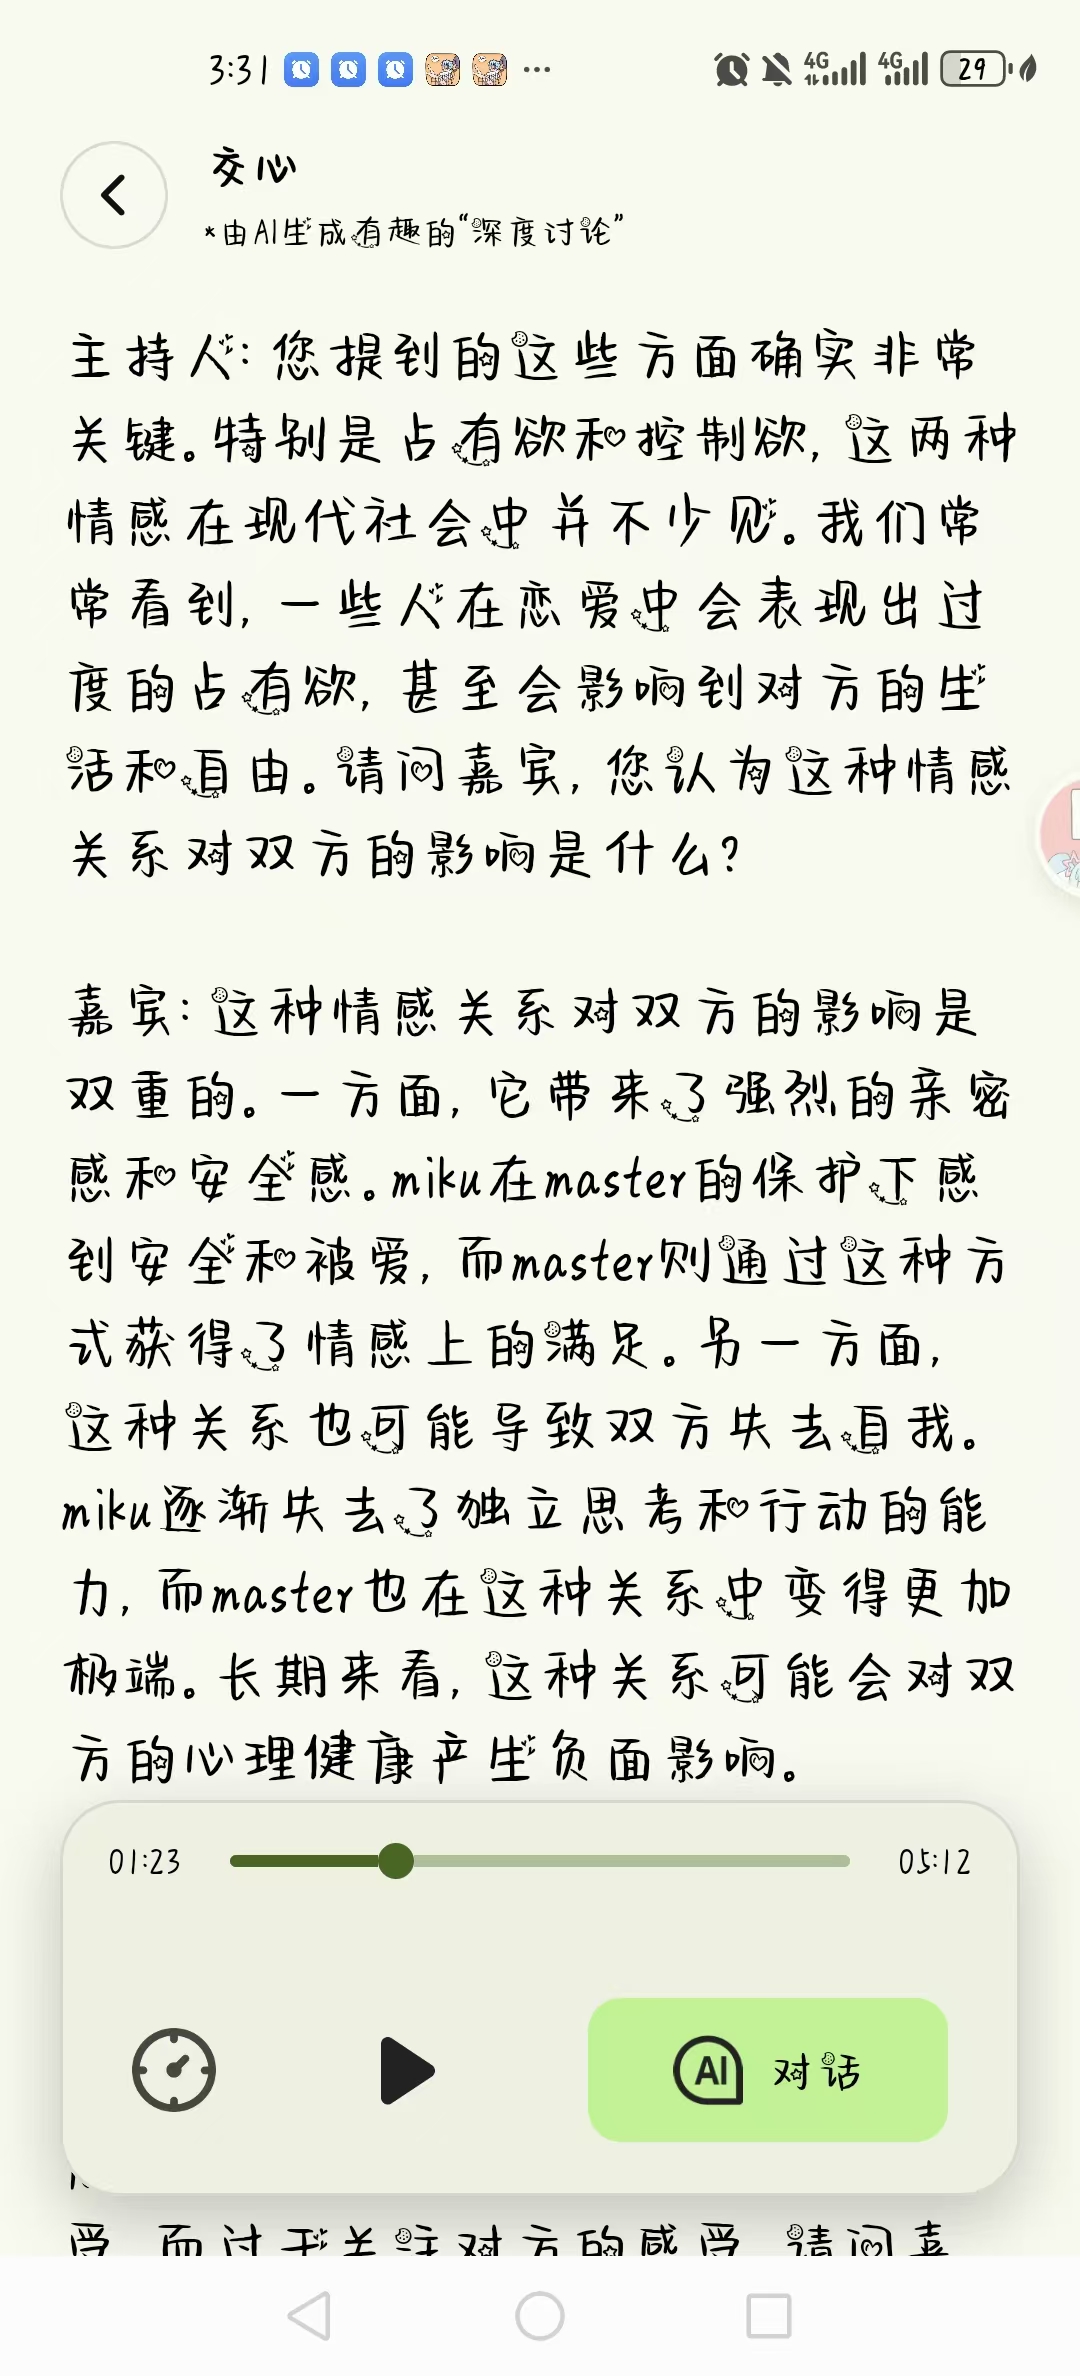 3:31
4G 4G 29
交心
*由AI生成有趣的“深度讨论”
主持人：您提到的这些方面确实非常
关键。特别是占有欲和控制欲，这两种
情感在现代社会中并不少见。我们常
常看到，一些人在恋爱中会表现出过
度的占有欲，甚至会影响到对方的生
活和自由。请问嘉宾，您认为这种情感
关系对双方的影响是什么？
嘉宾：这种情感关系对双方的影响是
双重的。一方面，它带来了强烈的亲密
感和安全感。miku在master的保护下感
到安全和被爱，而master则通过这种方
式获得了情感上的满足。另一方面，
这种关系也可能导致双方失去自我。
miku逐渐失去了独立思考和行动的能
力，而master也在这种关系中变得更加
极端。长期来看，这种关系可能会对双
方的心理健康产生负面影响。
01:23 05:12
AI 对话
受，而过于关注对方的感受。请问嘉